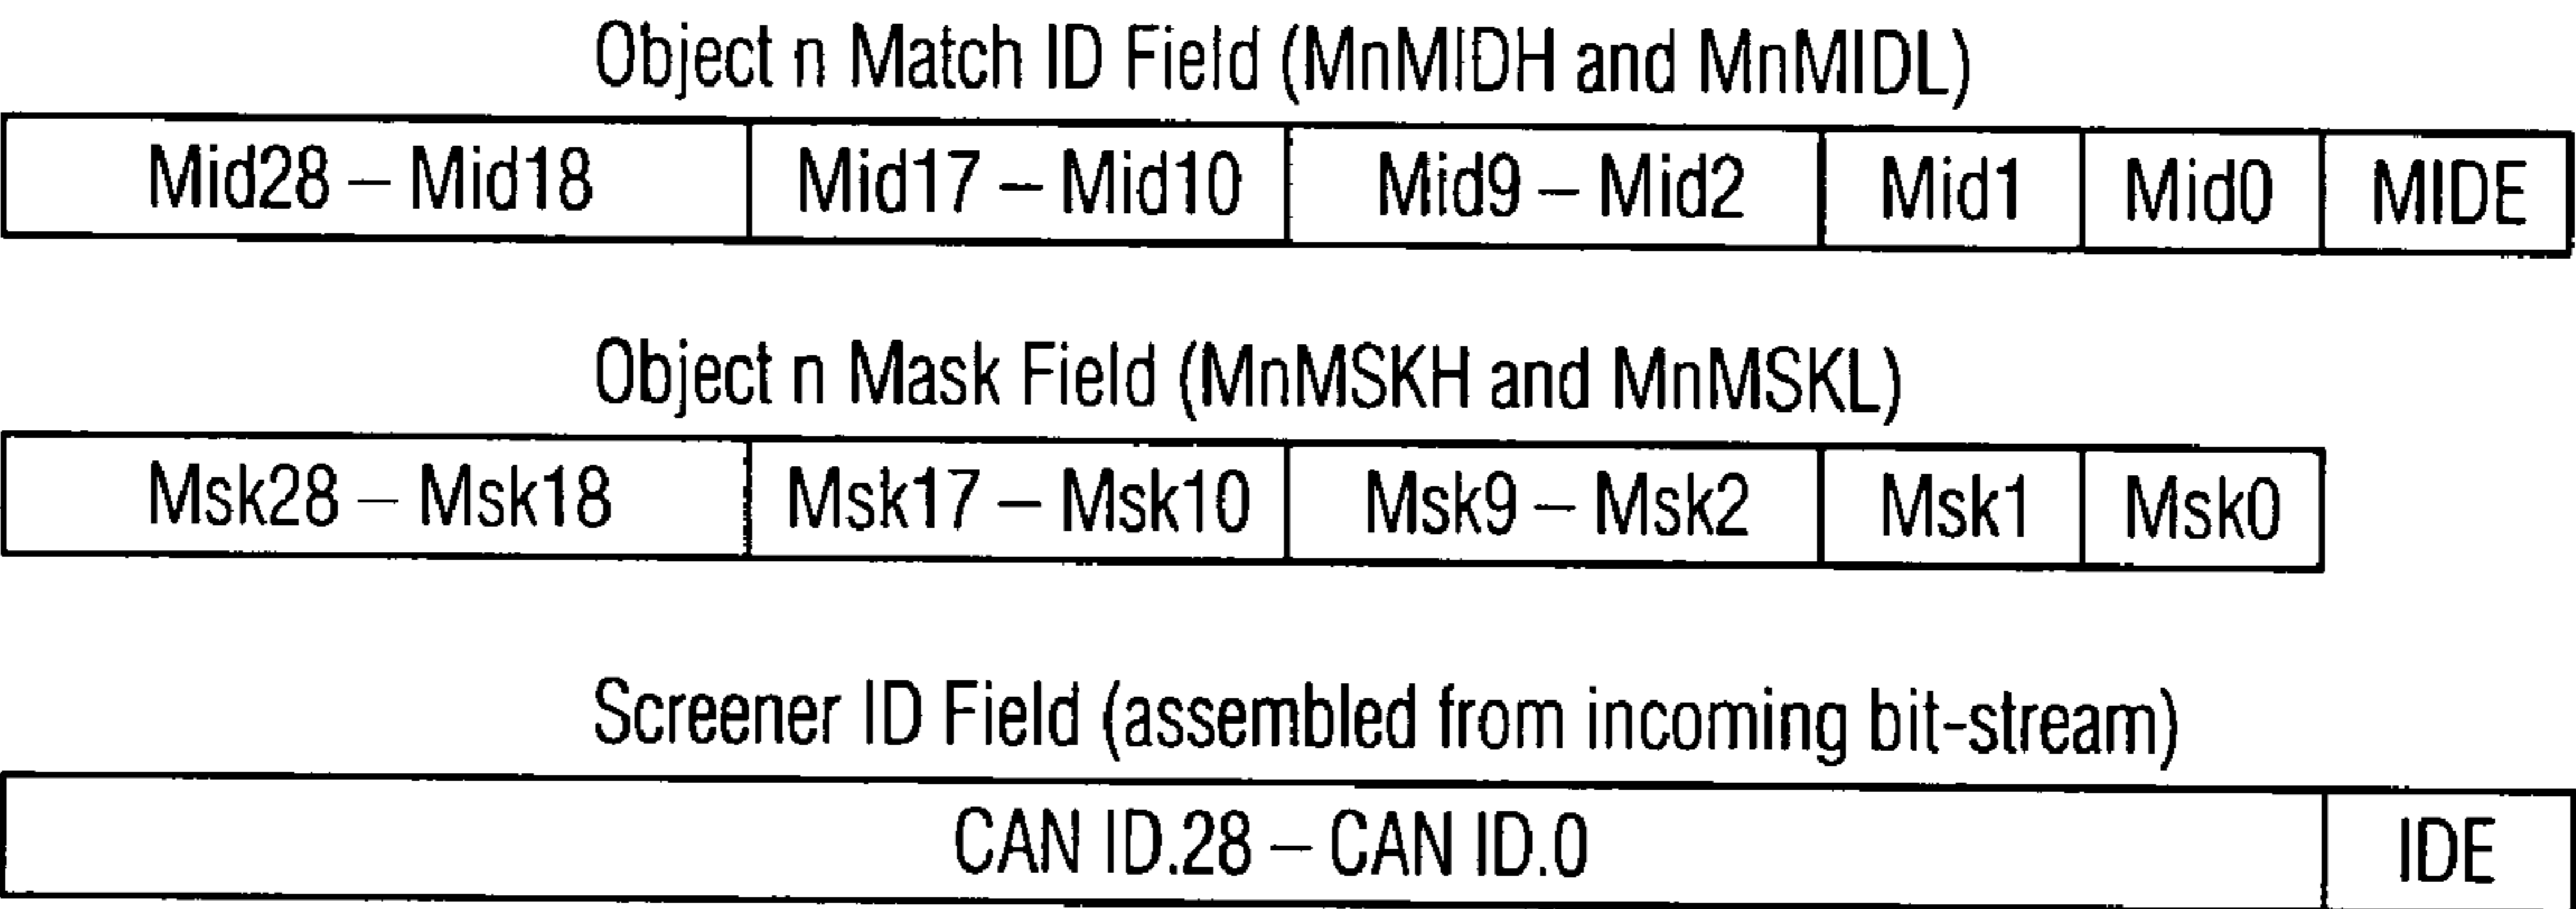 Object n Match ID Field (MnMIDH and MnMIDL)
Mid28 – Mid18 Mid17 – Mid10 Mid9 – Mid2 Mid1 Mid0 MIDE
Object n Mask Field (MnMSKH and MnMSKL)
Msk28 – Msk18 Msk17 – Msk10 Msk9 – Msk2 Msk1 Msk0
Screener ID Field (assembled from incoming bit-stream)
CAN ID.28 – CAN ID.0 IDE